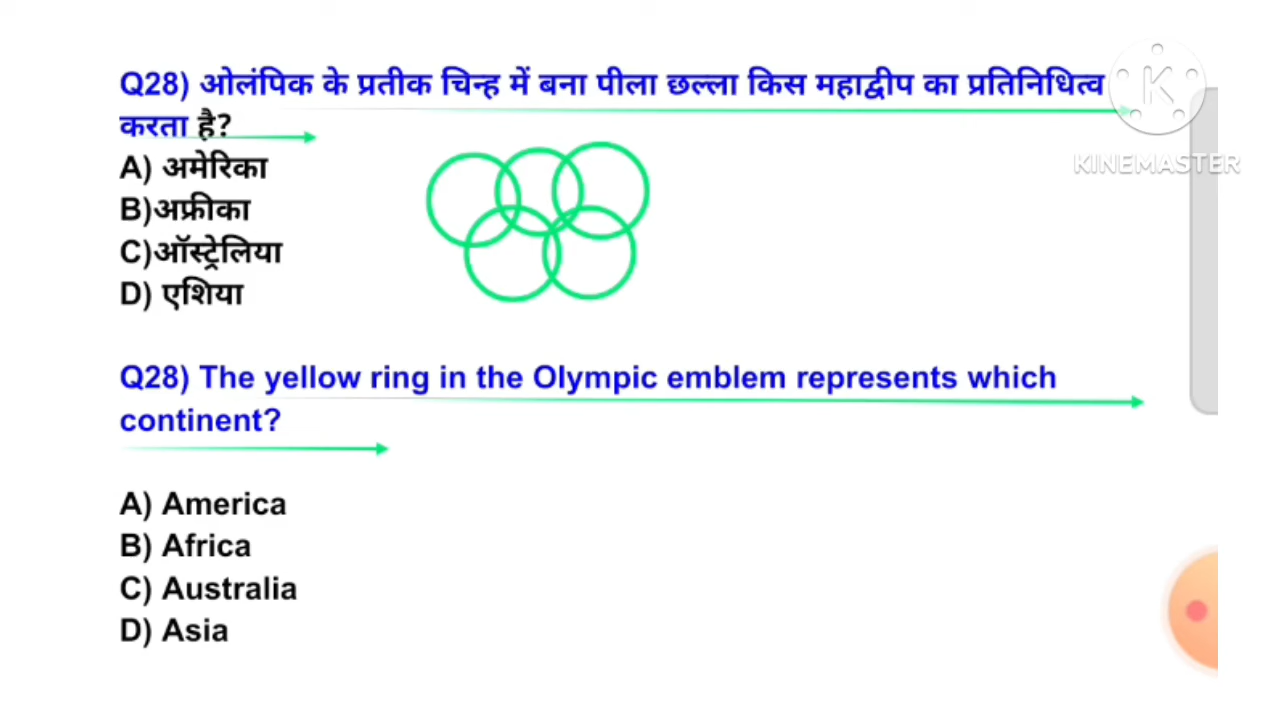 Q28) ओलंपिक के प्रतीक चिन्ह में बना पीला छल्ला किस महाद्वीप का प्रतिनिधित्व
करता है?
A) अमेरिका
B)अफ्रीका
C)ऑस्ट्रेलिया
D) एशिया
Q28) The yellow ring in the Olympic emblem represents which
continent?
A) America
B) Africa
C) Australia
D) Asia
K
KINEMASTER